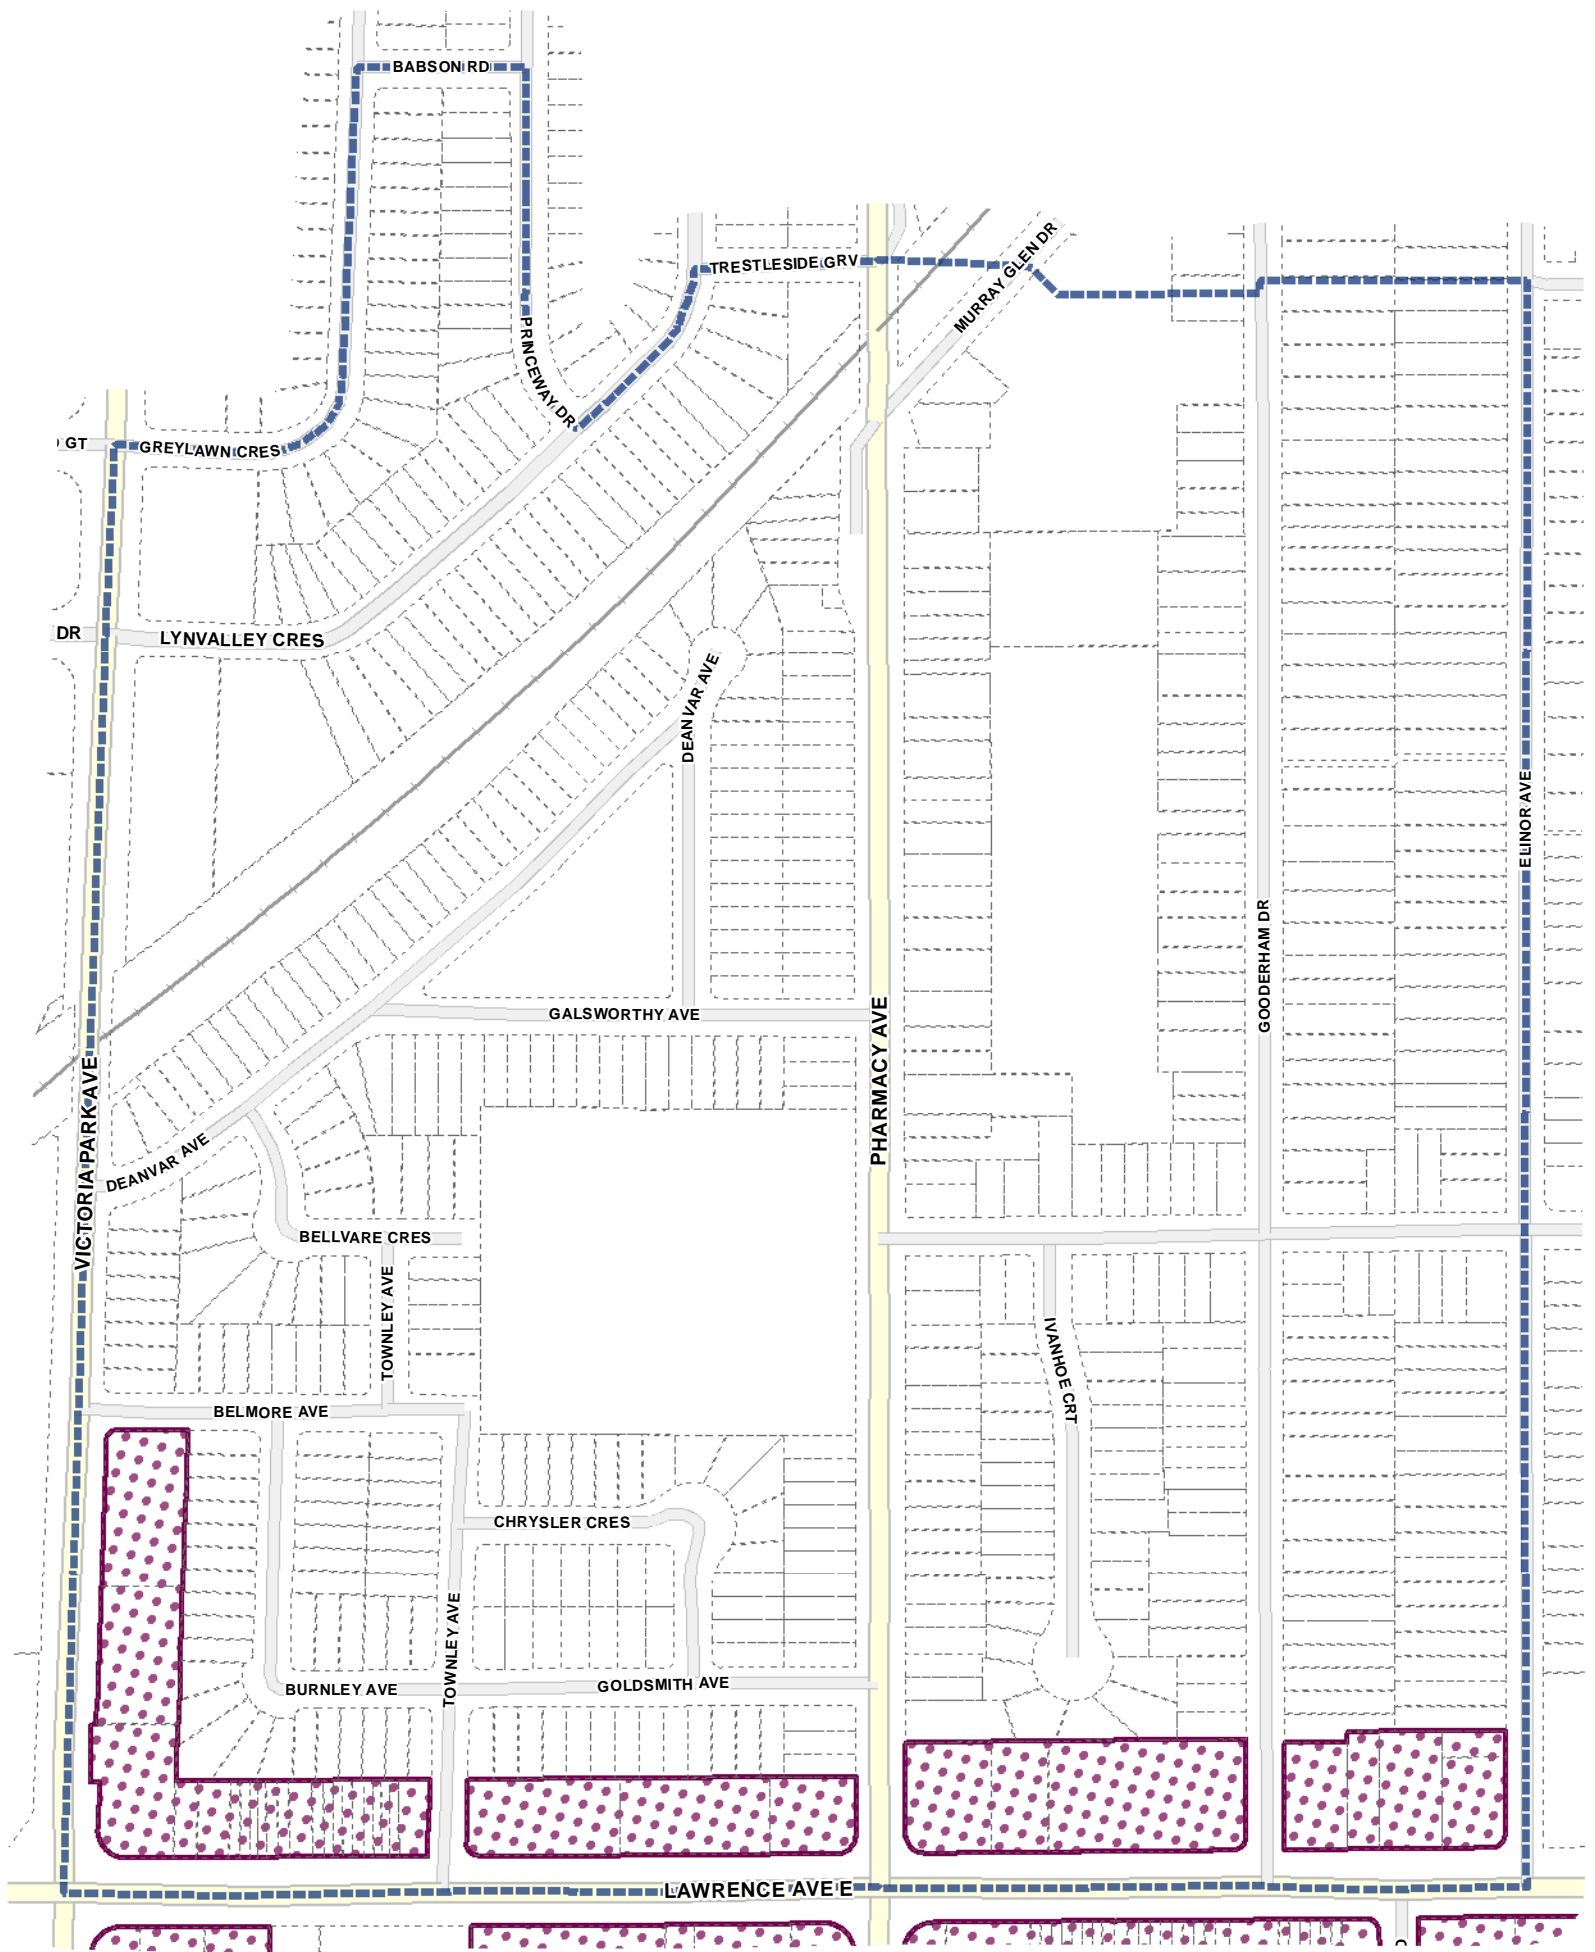 BABSON RD
TRESTLESIDE GRV
MURRAY GLEN DR
PRINCEWAY DR
GT
GREYLAWN CRES
DR
LYNVALLEY CRES
DEANVAR AVE
ELINOR AVE
GOODERHAM DR
GALSWORTHY AVE
PHARMACY AVE
VICTORIA PARK AVE
DEANVAR AVE
BELLVARE CRES
TOWNLEY AVE
IVANHOE CRT
BELMORE AVE
CHRYSLER CRES
TOWNLEY AVE
BURNLEY AVE
GOLDSMITH AVE
LAWRENCE AVE E